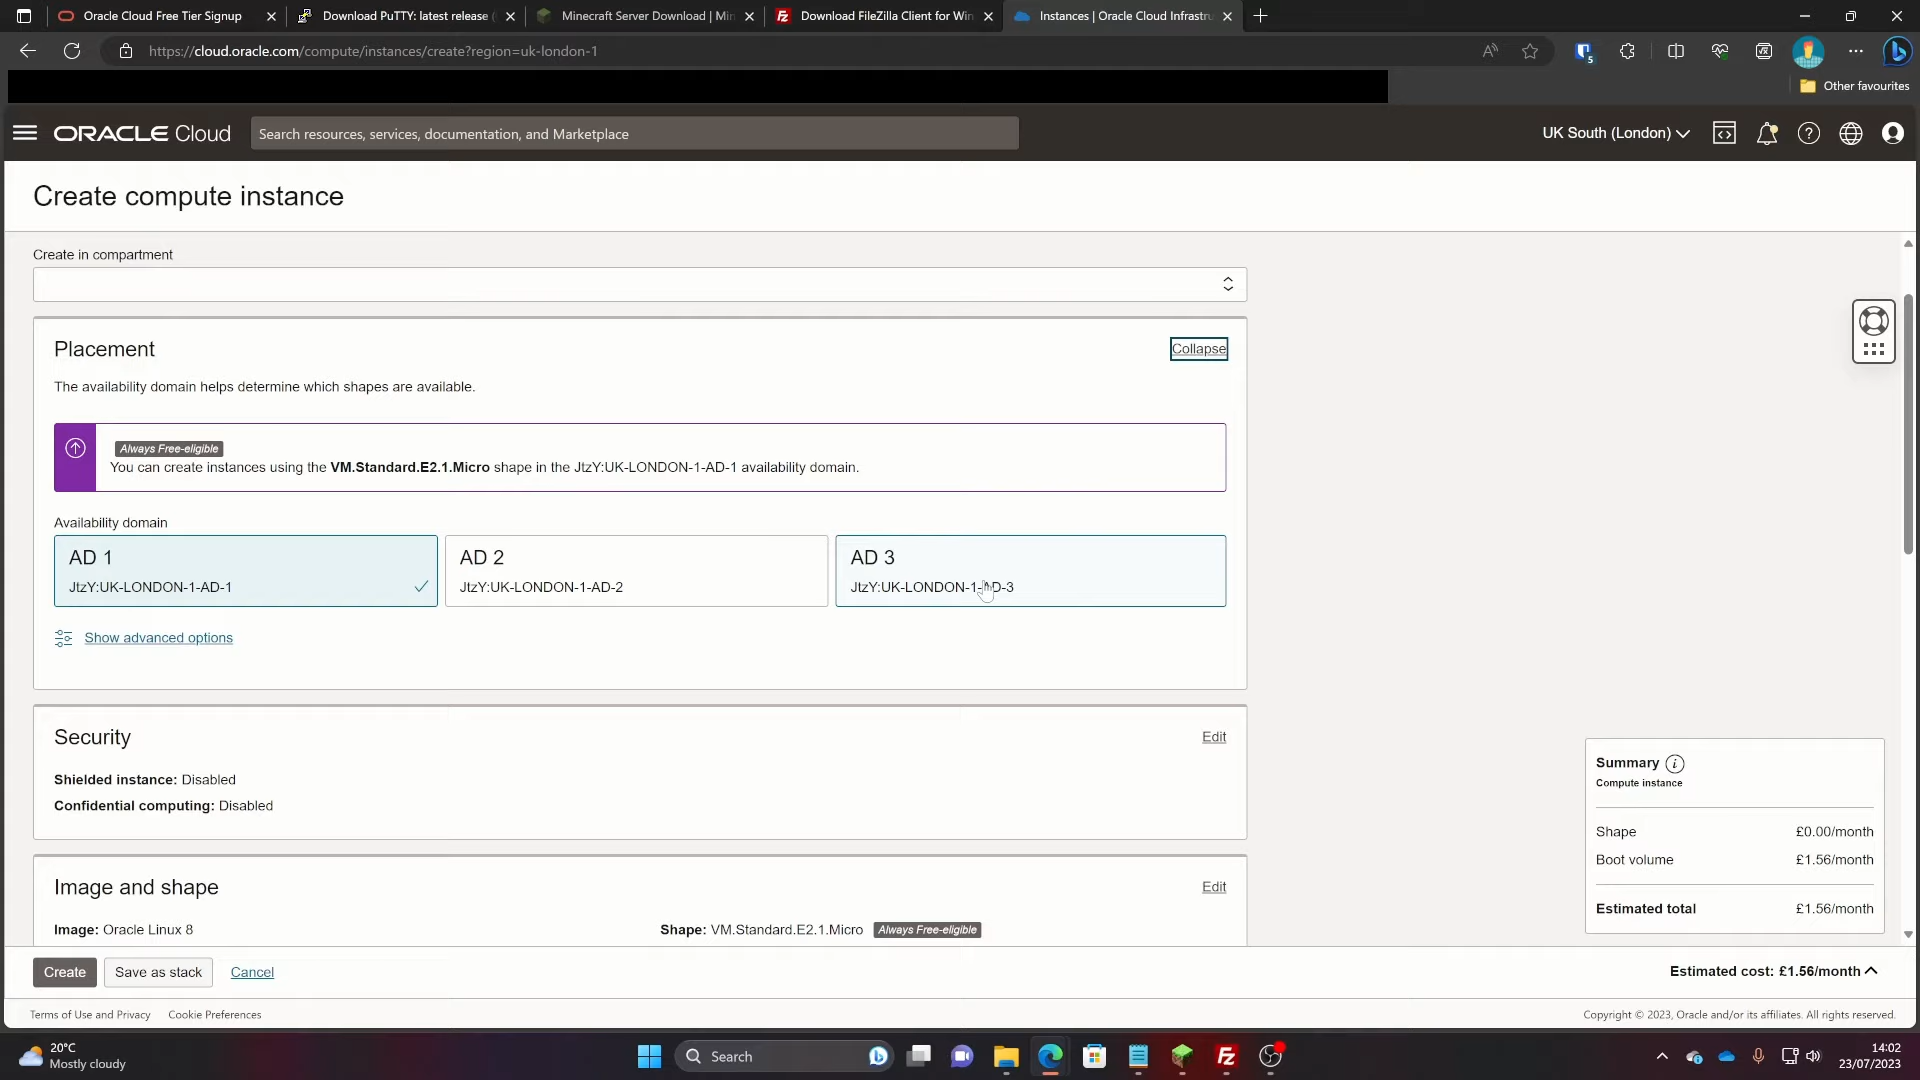 Oracle Cloud Free Tier Signup
Download PuTTY: latest release (
Minecraft Server Download | Min
Download FileZilla Client for Win
Instances | Oracle Cloud Infrastru
https://cloud.oracle.com/compute/instances/create?region=uk-london-1
5
Other favourites
ORACLE Cloud
Search resources, services, documentation, and Marketplace
UK South (London)
Create compute instance
Create in compartment
Placement
Collapse
The availability domain helps determine which shapes are available.
Always Free-eligible
You can create instances using the VM.Standard.E2.1.Micro shape in the JtzY:UK-LONDON-1-AD-1 availability domain.
Availability domain
AD 1
JtzY:UK-LONDON-1-AD-1
AD 2
JtzY:UK-LONDON-1-AD-2
AD 3
JtzY:UK-LONDON-1-AD-3
Show advanced options
Security
Edit
Shielded instance: Disabled
Confidential computing: Disabled
Image and shape
Edit
Image: Oracle Linux 8
Shape: VM.Standard.E2.1.Micro Always Free-eligible
Summary
Compute instance
Shape £0.00/month
Boot volume £1.56/month
Estimated total £1.56/month
Create
Save as stack
Cancel
Estimated cost: £1.56/month
Terms of Use and Privacy
Cookie Preferences
Copyright © 2023, Oracle and/or its affiliates. All rights reserved.
20°C
Mostly cloudy
Search
14:02
23/07/2023